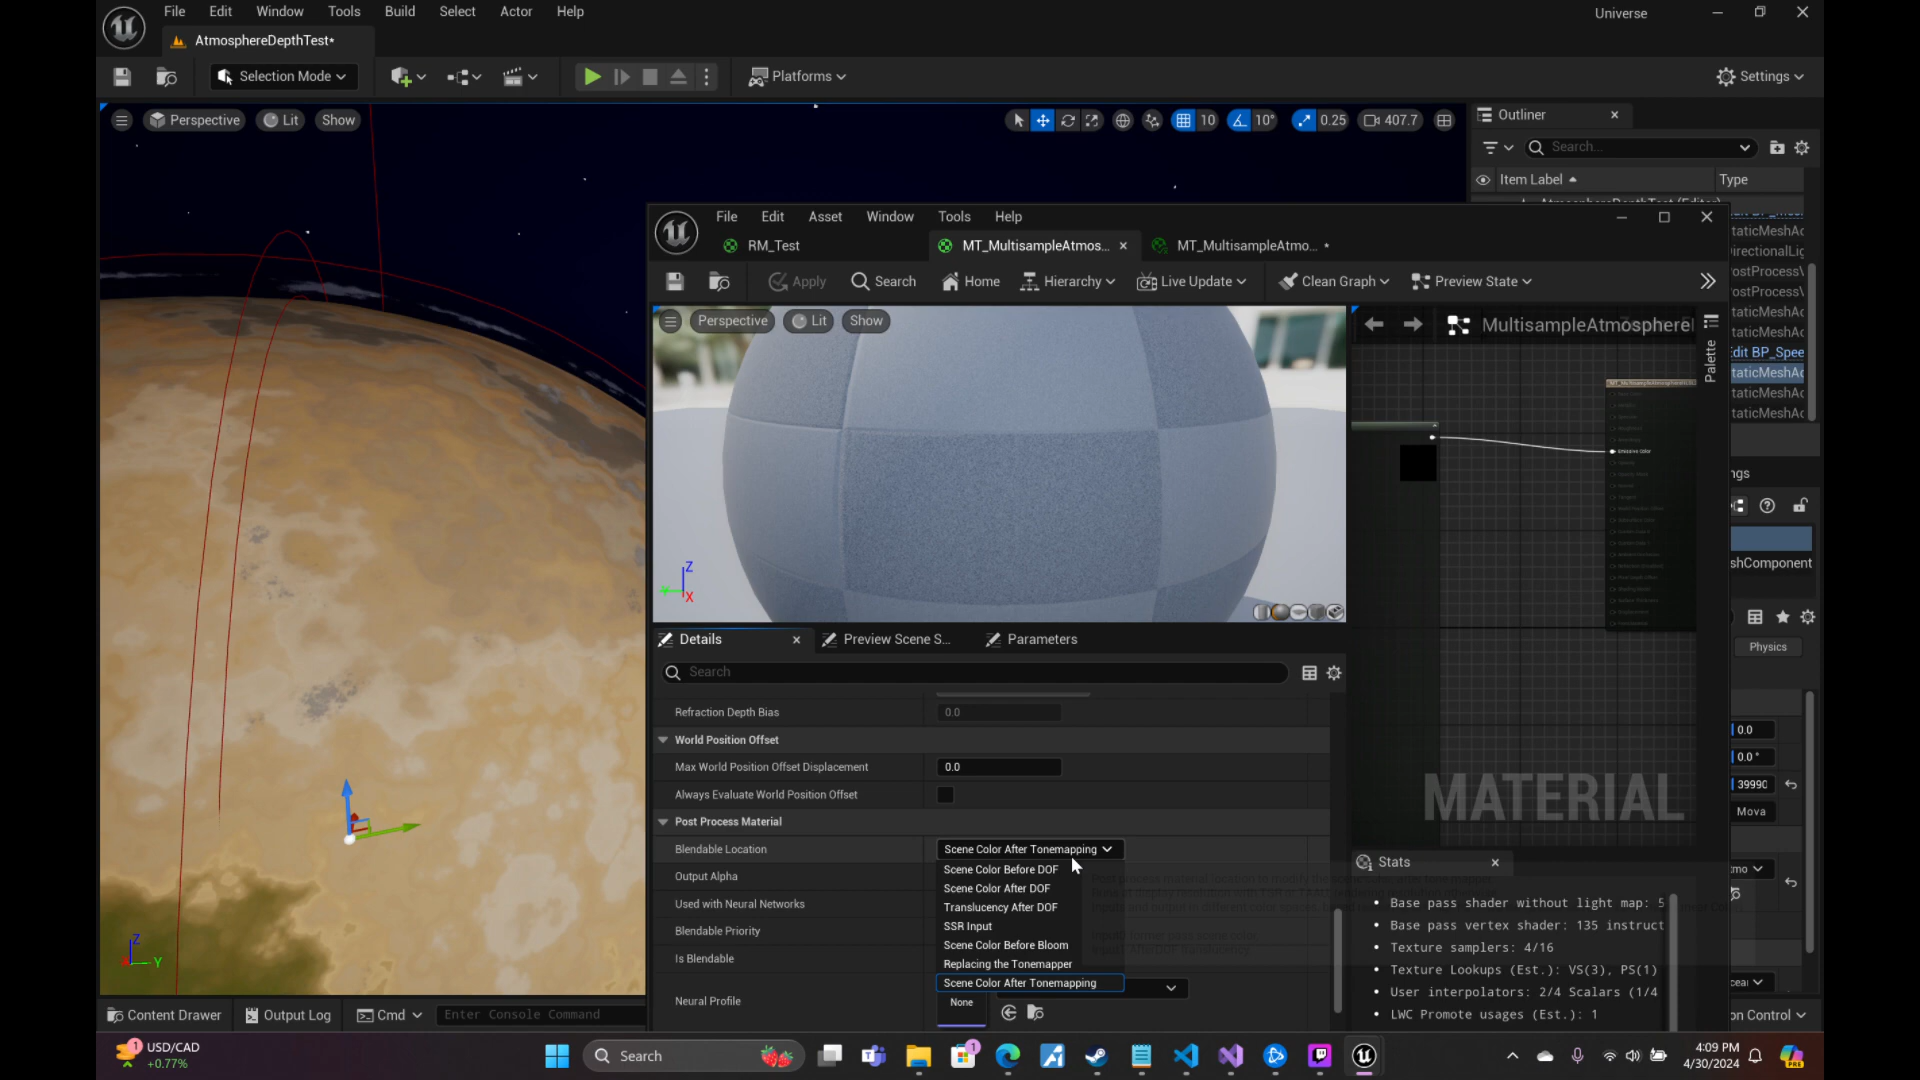 File Edit Window Tools Build Select Actor Help
Universe
AtmosphereDepthTest*
Selection Mode
Platforms
Settings
Perspective
Lit
Show
10
10°
0.25
407.7
Outliner
Search...
Item Label
Type
File Edit Asset Window Tools Help
RM_Test
MT_MultisampleAtmos...
MT_MultisampleAtmo... *
Apply
Search
Home
Hierarchy
Live Update
Clean Graph
Preview State
Perspective
Lit
Show
MultisampleAtmosphere
Palette
Emissive Color
taticMeshAc
DirectionalLig
ostProcessV
ostProcessV
taticMeshAc
taticMeshAc
dit BP_Spee
taticMeshAc
taticMeshAc
taticMeshAc
ngs
shComponent
Physics
0.0
0.0 °
39990
Mova
Z
Y
X
Details
Preview Scene S...
Parameters
Search
Refraction Depth Bias
0.0
World Position Offset
Max World Position Offset Displacement
0.0
Always Evaluate World Position Offset
Post Process Material
Blendable Location
Scene Color After Tonemapping
Output Alpha
Used with Neural Networks
Blendable Priority
Is Blendable
Neural Profile
Scene Color Before DOF
Scene Color After DOF
Translucency After DOF
SSR Input
Scene Color Before Bloom
Replacing the Tonemapper
Scene Color After Tonemapping
None
MATERIAL
Stats
Base pass shader without light map: 5
Base pass vertex shader: 135 instruct
Texture samplers: 4/16
Texture Lookups (Est.): VS(3), PS(1)
User interpolators: 2/4 Scalars (1/4
LWC Promote usages (Est.): 1
Z
Y
X
Content Drawer
Output Log
Cmd
Enter Console Command
on Control
1
USD/CAD
+0.77%
Search
1
4:09 PM
4/30/2024
PRE